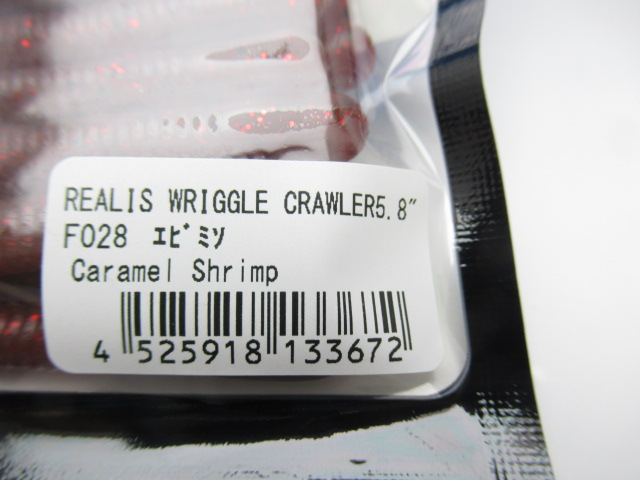 REALIS WRIGGLE CRAWLER5.8″
F028 ｴﾋﾞﾐｿ
Caramel Shrimp
4 525918 133672